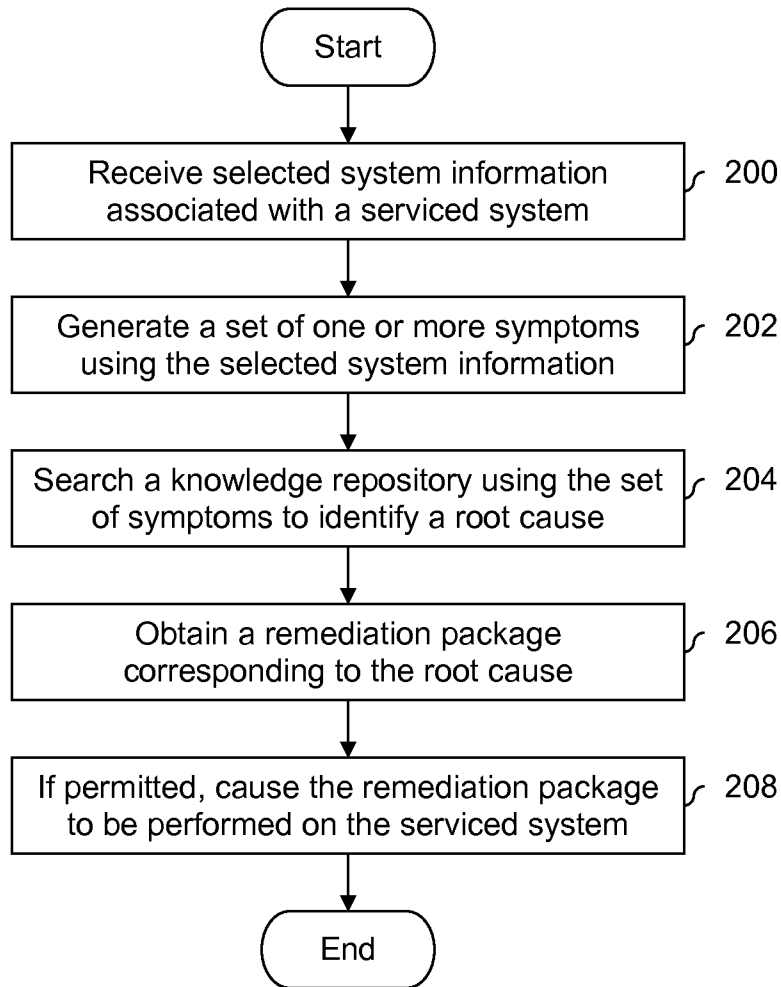 Start
Receive selected system information 200
associated with a serviced system
Generate a set of one or more symptoms 202
using the selected system information
Search a knowledge repository using the set 204
of symptoms to identify a root cause
Obtain a remediation package 206
corresponding to the root cause
If permitted, cause the remediation package 208
to be performed on the serviced system
End